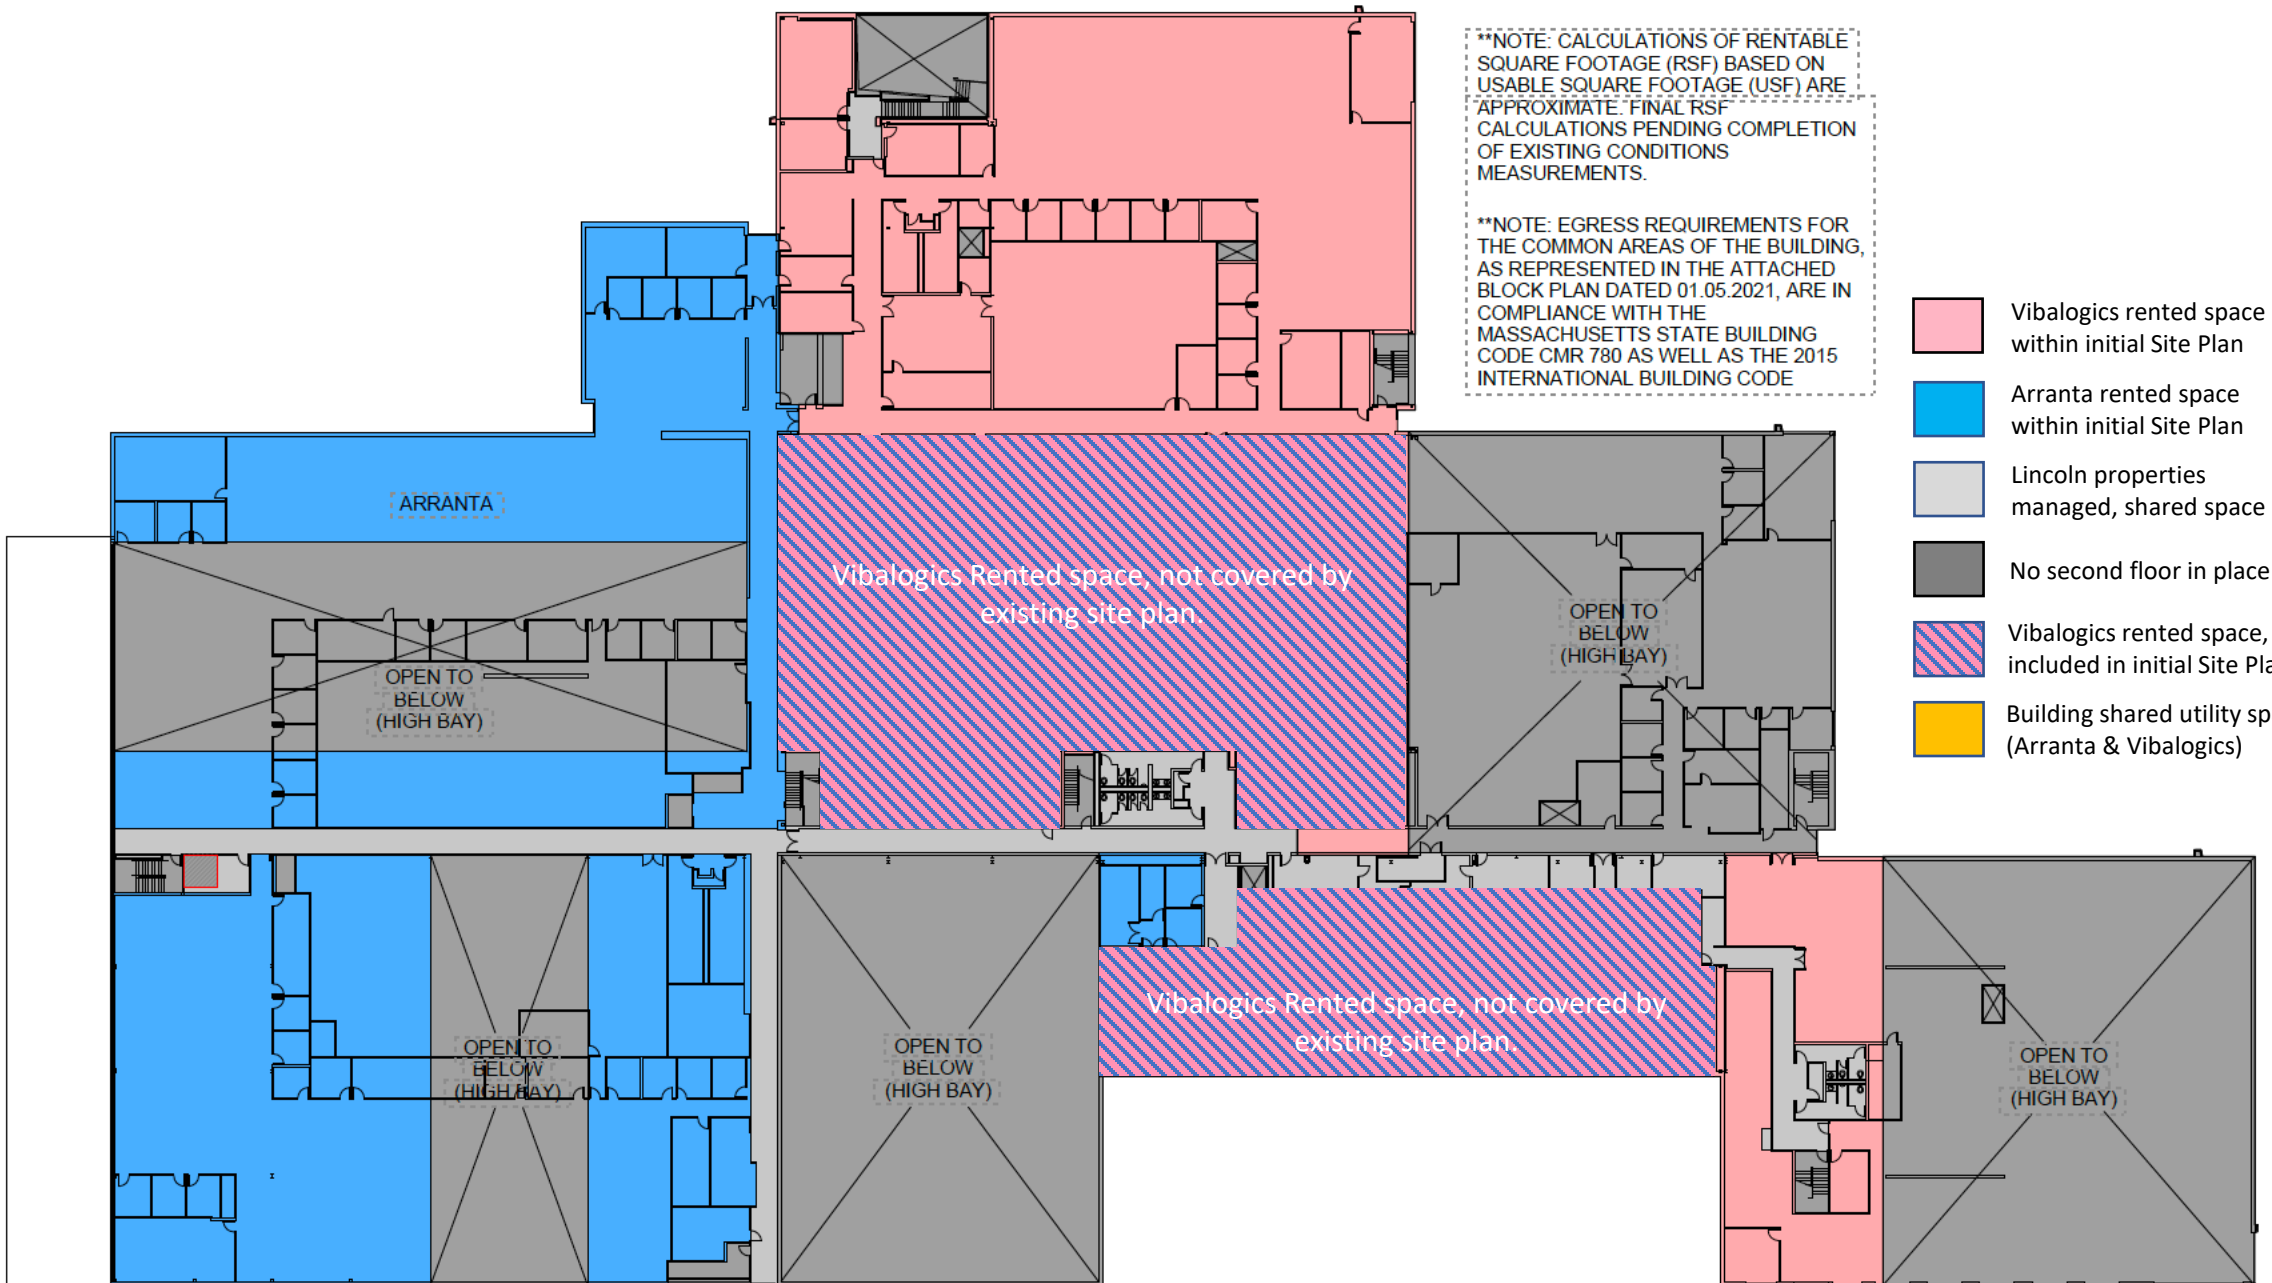 **NOTE: CALCULATIONS OF RENTABLE
SQUARE FOOTAGE (RSF) BASED ON
USABLE SQUARE FOOTAGE (USF) ARE
APPROXIMATE. FINAL RSF
CALCULATIONS PENDING COMPLETION
OF EXISTING CONDITIONS
MEASUREMENTS.
**NOTE: EGRESS REQUIREMENTS FOR
THE COMMON AREAS OF THE BUILDING,
AS REPRESENTED IN THE ATTACHED
BLOCK PLAN DATED 01.05.2021, ARE IN
COMPLIANCE WITH THE
MASSACHUSETTS STATE BUILDING
CODE CMR 780 AS WELL AS THE 2015
INTERNATIONAL BUILDING CODE
Vibalogics rented space
within initial Site Plan
Arranta rented space
within initial Site Plan
Lincoln properties
managed, shared space
No second floor in place
Vibalogics rented space,
included in initial Site Pla
Building shared utility sp
(Arranta & Vibalogics)
ARRANTA
Vibalogics Rented space, not covered by
existing site plan.
OPEN TO
BELOW
(HIGH BAY)
OPEN TO
BELOW
(HIGH BAY)
Vibalogics Rented space, not covered by
existing site plan.
OPEN TO
BELOW
(HIGH BAY)
OPEN TO
BELOW
(HIGH BAY)
OPEN TO
BELOW
(HIGH BAY)